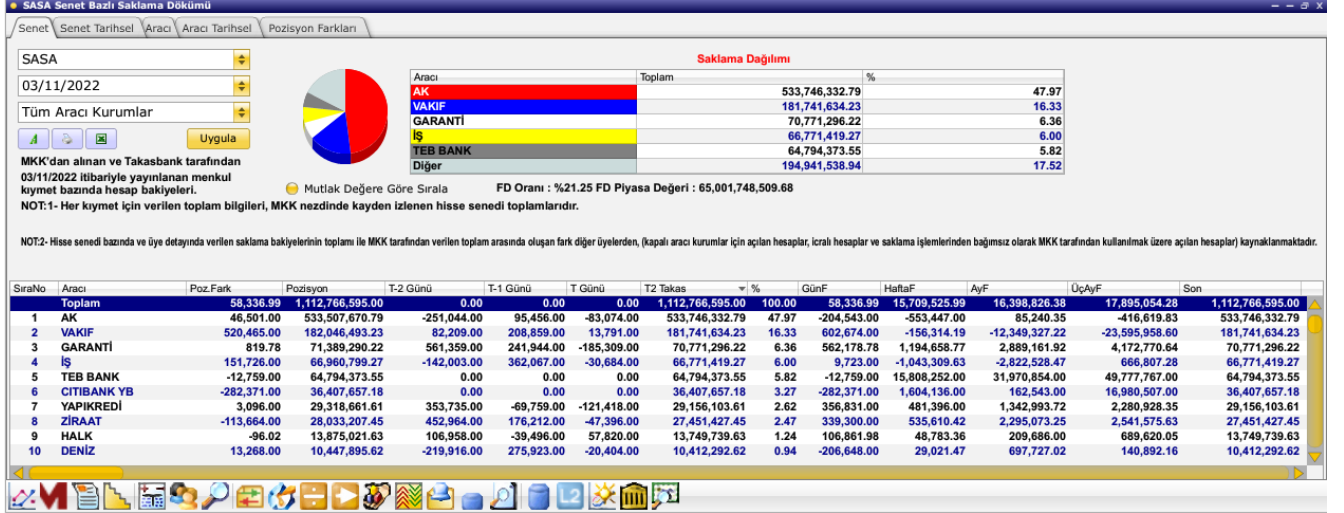 SASA Senet Bazlı Saklama Dökümü
Senet Senet Tarihsel Aracı Aracı Tarihsel Pozisyon Farkları
SASA
03/11/2022
Tüm Aracı Kurumlar
Uygula
MKK'dan alınan ve Takasbank tarafından
03/11/2022 itibariyle yayınlanan menkul
kıymet bazında hesap bakiyeleri.
Saklama Dağılımı
Aracı Toplam %
AK 533,746,332.79 47.97
VAKIF 181,741,634.23 16.33
GARANTİ 70,771,296.22 6.36
İŞ 66,771,419.27 6.00
TEB BANK 64,794,373.55 5.82
Diğer 194,941,538.94 17.52
Mutlak Değere Göre Sırala FD Oranı : %21.25 FD Piyasa Değeri : 65,001,748,509.68
NOT:1- Her kıymet için verilen toplam bilgileri, MKK nezdinde kayden izlenen hisse senedi toplamlarıdır.
NOT:2- Hisse senedi bazında ve üye detayında verilen saklama bakiyelerinin toplamı ile MKK tarafından verilen toplam arasında oluşan fark diğer üyelerden, (kapalı aracı kurumlar için açılan hesaplar, icralı hesaplar ve saklama işlemlerinden bağımsız olarak MKK tarafından kullanılmak üzere açılan hesaplar) kaynaklanmaktadır.
SıraNo Aracı Poz.Fark Pozisyon T-2 Günü T-1 Günü T Günü T2 Takas % GünF HaftaF AyF ÜçAyF Son
Toplam 58,336.99 1,112,766,595.00 0.00 0.00 0.00 1,112,766,595.00 100.00 58,336.99 15,709,525.99 16,398,826.38 17,895,054.28 1,112,766,595.00
1 AK 46,501.00 533,507,670.79 -251,044.00 95,456.00 -83,074.00 533,746,332.79 47.97 -204,543.00 -553,447.00 85,240.35 -416,619.83 533,746,332.79
2 VAKIF 520,465.00 182,046,493.23 82,209.00 208,859.00 13,791.00 181,741,634.23 16.33 602,674.00 -156,314.19 -12,349,327.22 -23,595,958.60 181,741,634.23
3 GARANTİ 819.78 71,389,290.22 561,359.00 241,944.00 -185,309.00 70,771,296.22 6.36 562,178.78 1,194,658.77 2,889,161.92 4,172,770.64 70,771,296.22
4 İŞ 151,726.00 66,960,799.27 -142,003.00 362,067.00 -30,684.00 66,771,419.27 6.00 9,723.00 -1,043,309.63 -2,822,528.47 666,807.28 66,771,419.27
5 TEB BANK -12,759.00 64,794,373.55 0.00 0.00 0.00 64,794,373.55 5.82 -12,759.00 15,808,252.00 31,970,854.00 49,777,767.00 64,794,373.55
6 CITIBANK YB -282,371.00 36,407,657.18 0.00 0.00 0.00 36,407,657.18 3.27 -282,371.00 1,604,136.00 162,543.00 16,980,507.00 36,407,657.18
7 YAPIKREDİ 3,096.00 29,318,661.61 353,735.00 -69,759.00 -121,418.00 29,156,103.61 2.62 356,831.00 481,396.00 1,342,993.72 2,280,928.35 29,156,103.61
8 ZİRAAT -113,664.00 28,033,207.45 452,964.00 176,212.00 -47,396.00 27,451,427.45 2.47 339,300.00 535,610.42 2,295,073.25 2,541,575.63 27,451,427.45
9 HALK -96.02 13,875,021.63 106,958.00 -39,496.00 57,820.00 13,749,739.63 1.24 106,861.98 48,783.36 209,686.00 689,620.05 13,749,739.63
10 DENİZ 13,268.00 10,447,895.62 -219,916.00 275,923.00 -20,404.00 10,412,292.62 0.94 -206,648.00 29,021.47 697,727.02 140,892.16 10,412,292.62
L2